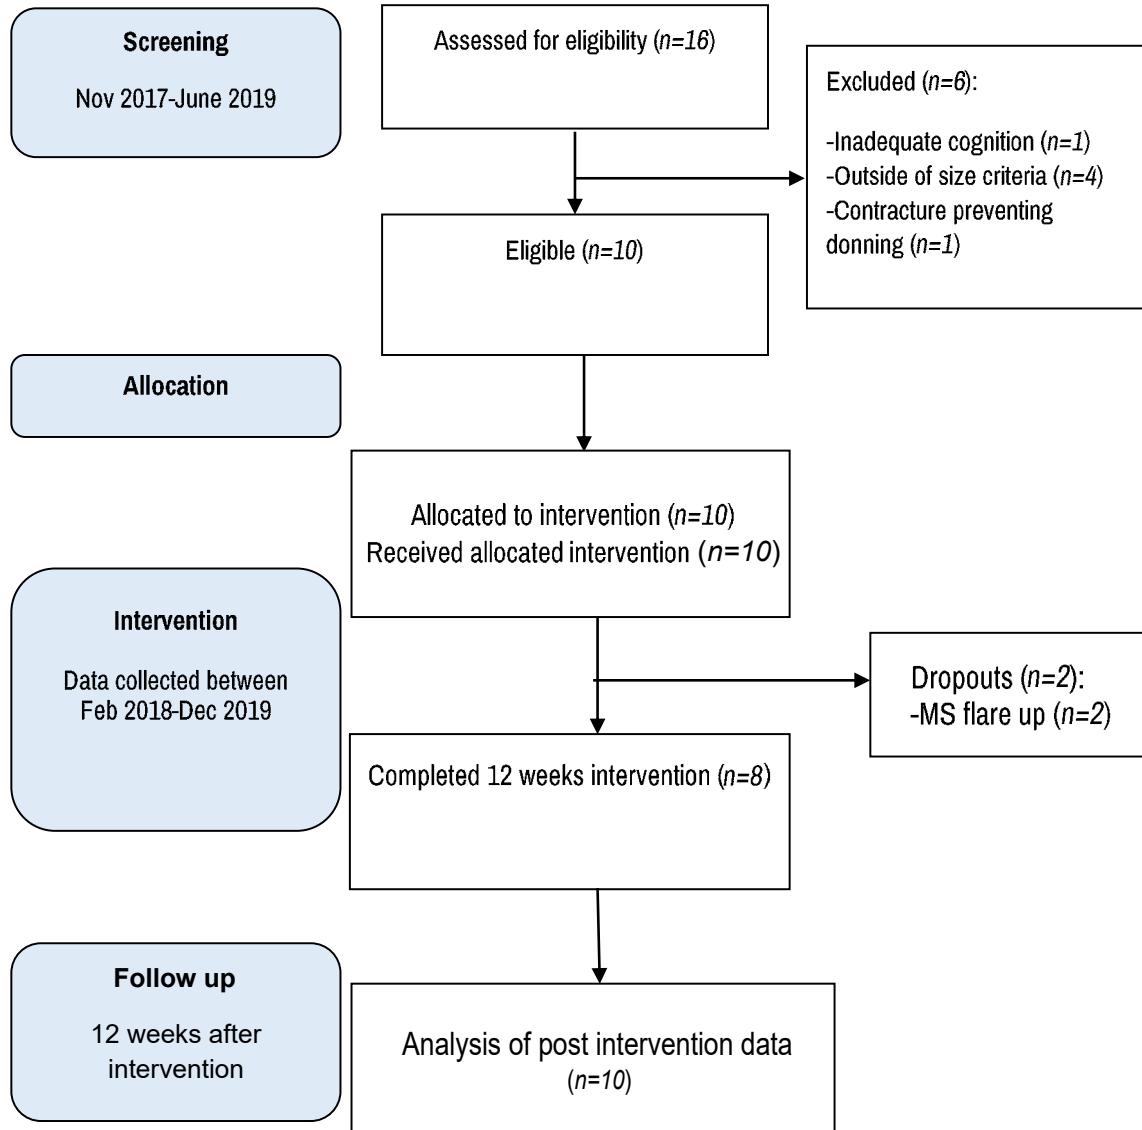 Screening
Nov 2017-June 2019
Assessed for eligibility (n=16)
Excluded (n=6):
-Inadequate cognition (n=1)
-Outside of size criteria (n=4)
-Contracture preventing
donning (n=1)
Eligible (n=10)
Allocation
Allocated to intervention (n=10)
Received allocated intervention (n=10)
Intervention
Data collected between
Feb 2018-Dec 2019
Dropouts (n=2):
-MS flare up (n=2)
Completed 12 weeks intervention (n=8)
Follow up
12 weeks after
intervention
Analysis of post intervention data
(n=10)